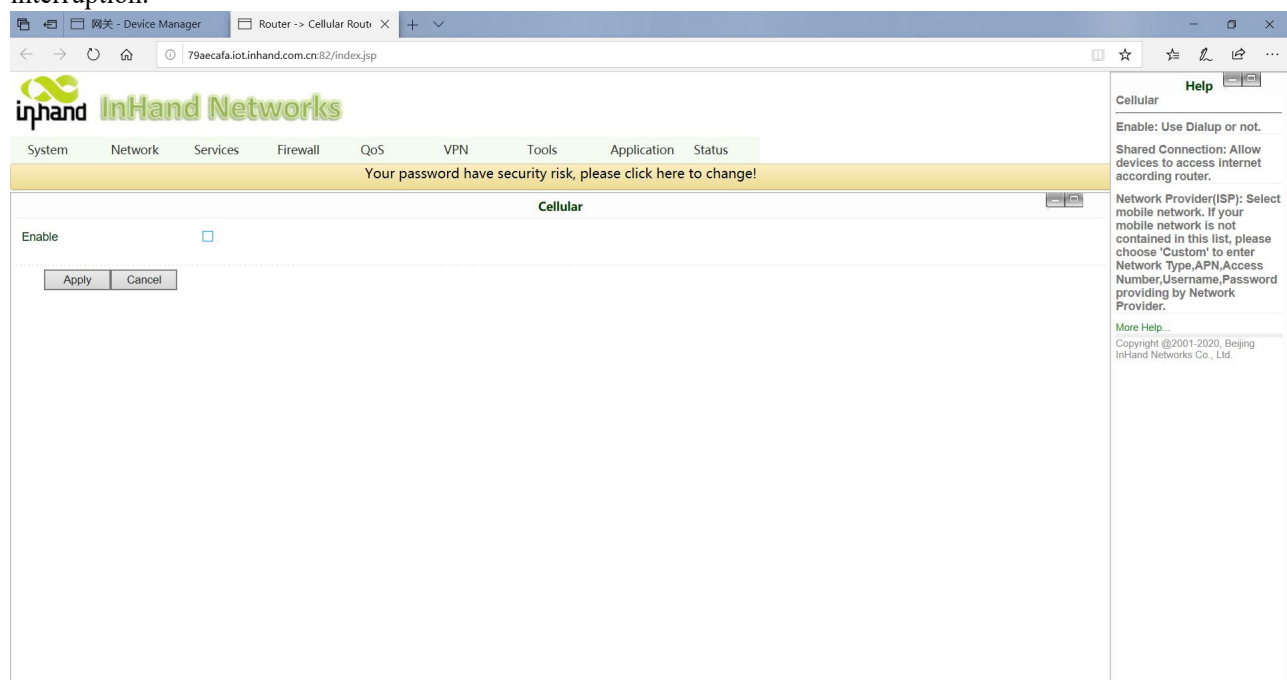 interruption.
网关 - Device Manager
Router -> Cellular Route
79aecafa.iot.inhand.com.cn:82/index.jsp
inhand InHand Networks
System Network Services Firewall QoS VPN Tools Application Status
Your password have security risk, please click here to change!
Cellular
Enable
Apply Cancel
Help
Cellular
Enable: Use Dialup or not.
Shared Connection: Allow
devices to access internet
according router.
Network Provider(ISP): Select
mobile network. If your
mobile network is not
contained in this list, please
choose 'Custom' to enter
Network Type,APN,Access
Number,Username,Password
providing by Network
Provider.
More Help...
Copyright @2001-2020, Beijing
InHand Networks Co., Ltd.